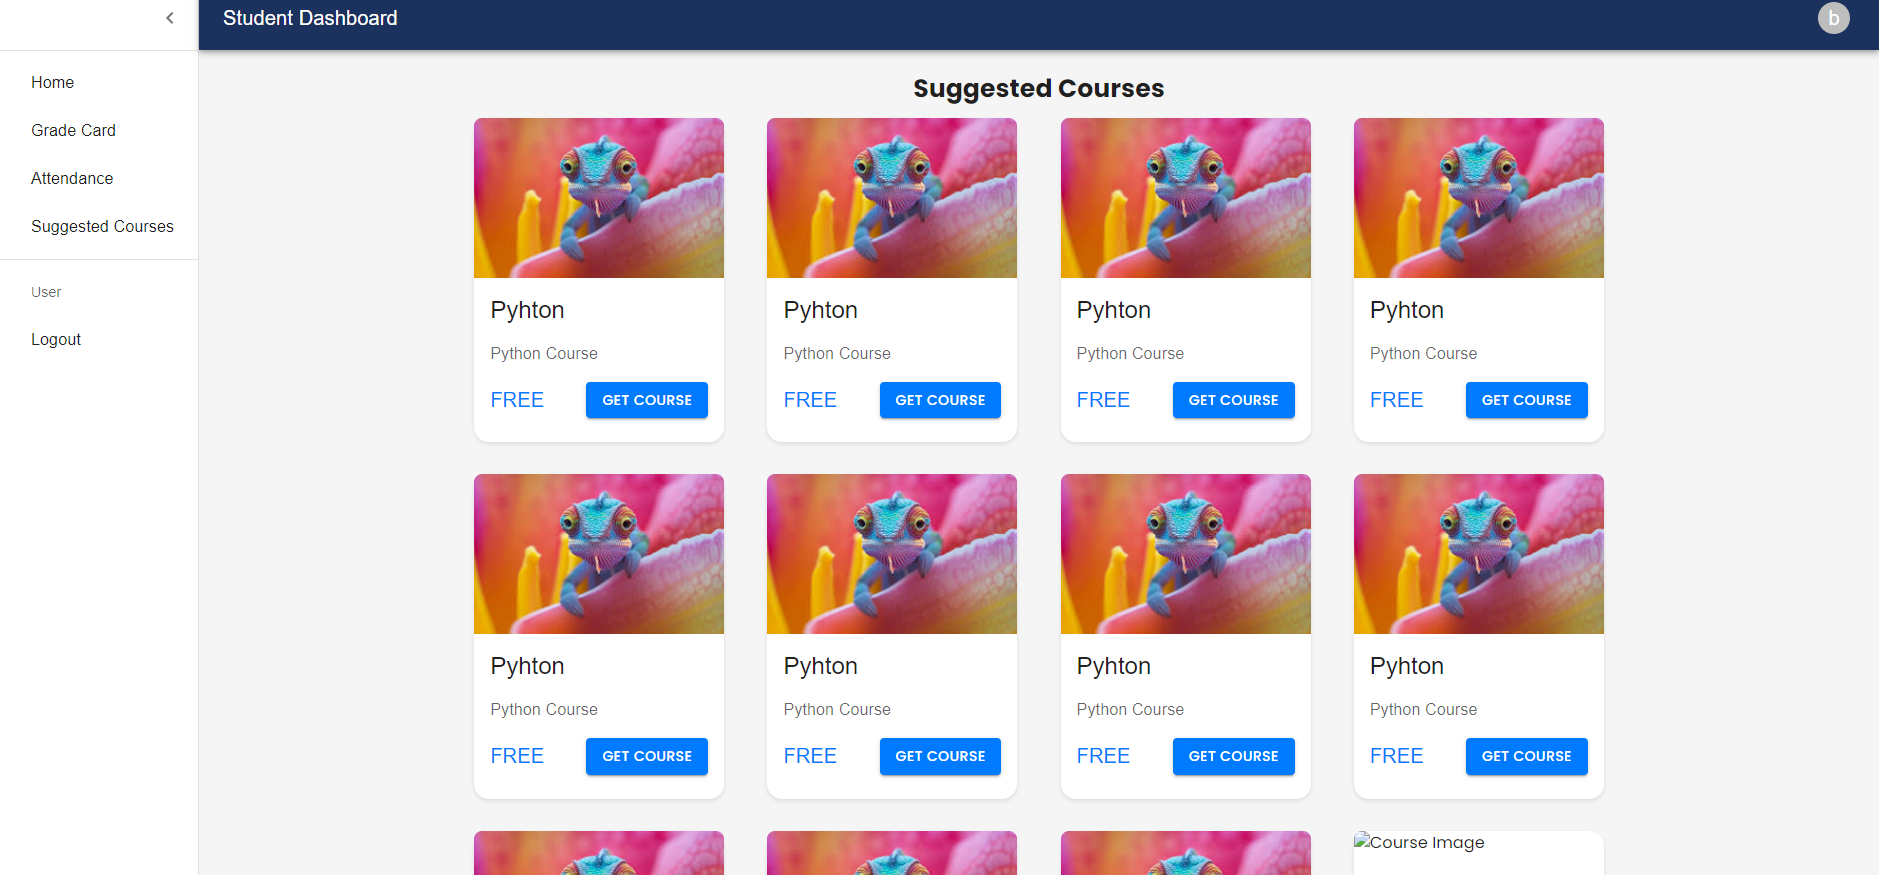 Student Dashboard
b
Home
Grade Card
Attendance
Suggested Courses
User
Logout
Suggested Courses
Pyhton
Python Course
FREE GET COURSE
Pyhton
Python Course
FREE GET COURSE
Pyhton
Python Course
FREE GET COURSE
Pyhton
Python Course
FREE GET COURSE
Pyhton
Python Course
FREE GET COURSE
Pyhton
Python Course
FREE GET COURSE
Pyhton
Python Course
FREE GET COURSE
Pyhton
Python Course
FREE GET COURSE
Course Image